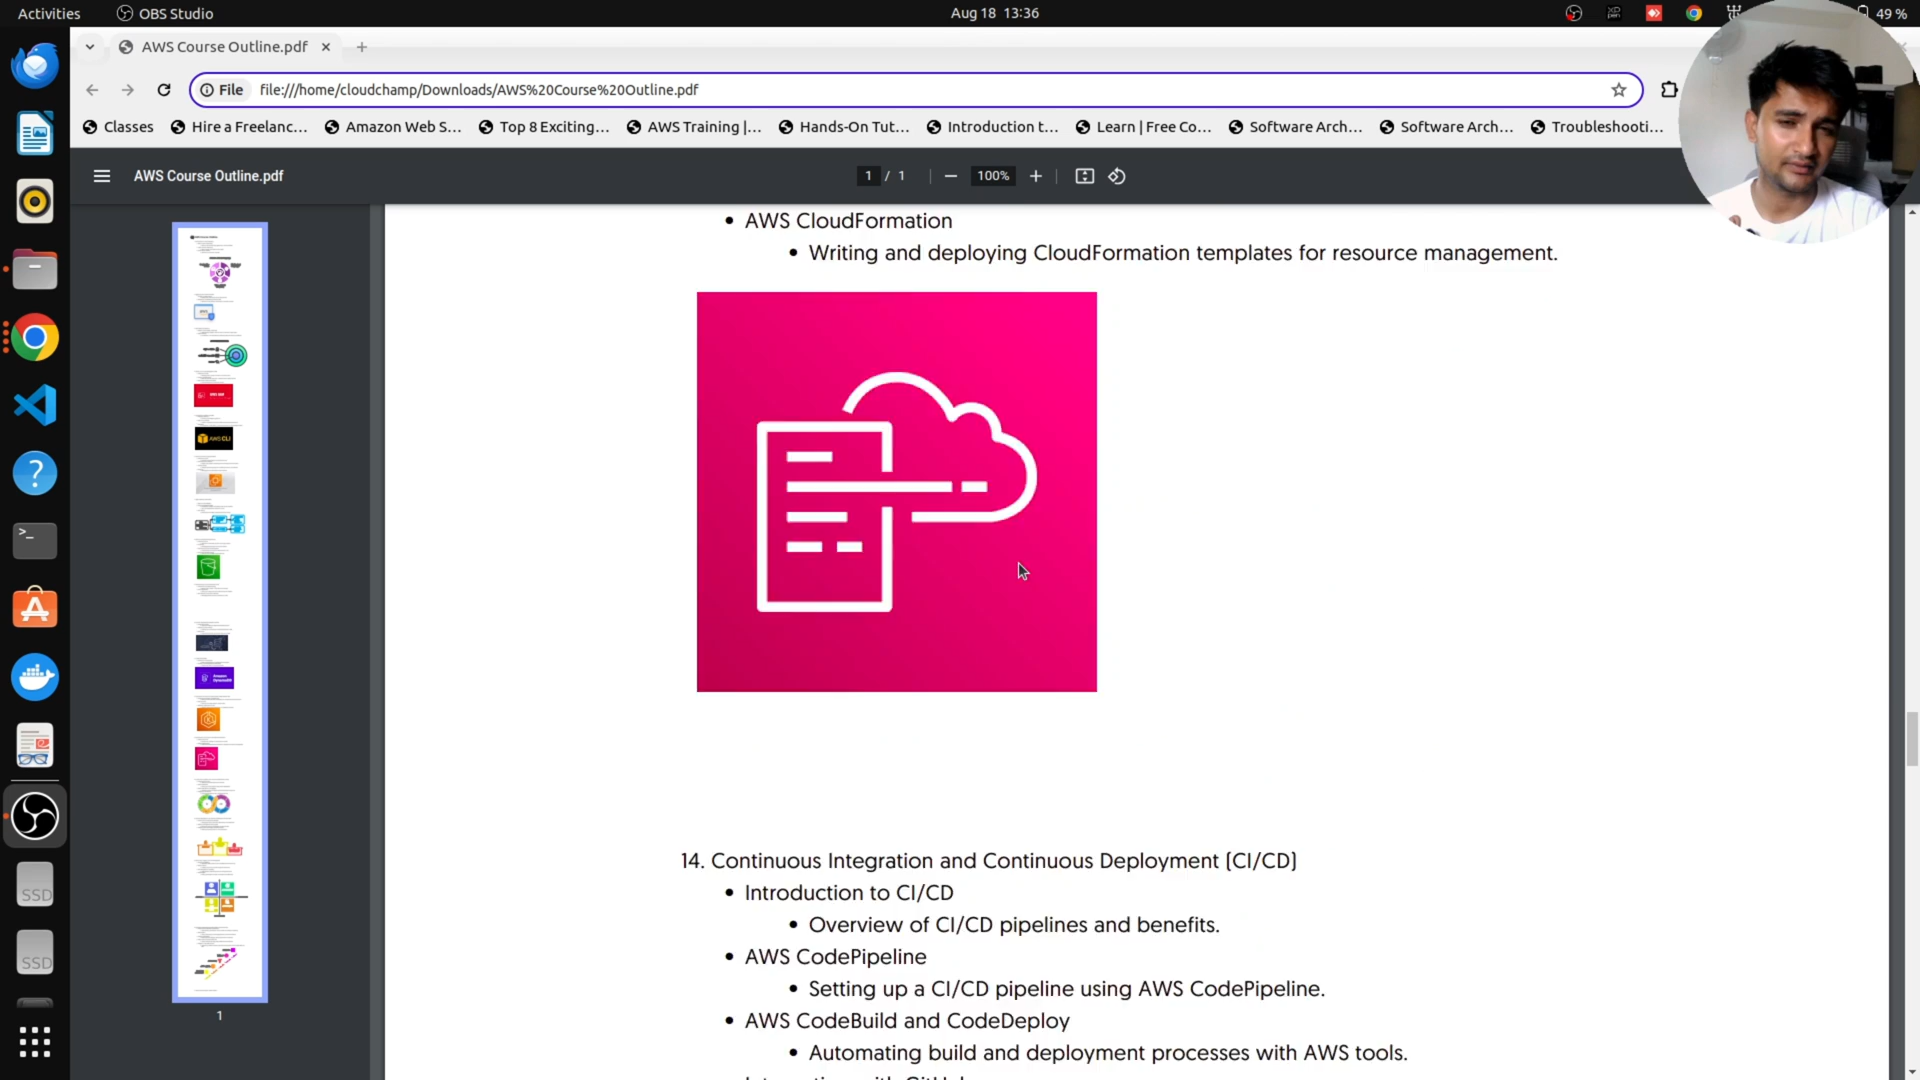 Activities
OBS Studio
Aug 18 13:36
49 %
AWS Course Outline.pdf
File
file:///home/cloudchamp/Downloads/AWS%20Course%20Outline.pdf
Classes
Hire a Freelanc...
Amazon Web S...
Top 8 Exciting...
AWS Training |...
Hands-On Tut...
Introduction t...
Learn | Free Co...
Software Arch...
Software Arch...
Troubleshooti...
AWS Course Outline.pdf
1 / 1
100%
• AWS CloudFormation
• Writing and deploying CloudFormation templates for resource management.
14. Continuous Integration and Continuous Deployment (CI/CD)
• Introduction to CI/CD
• Overview of CI/CD pipelines and benefits.
• AWS CodePipeline
• Setting up a CI/CD pipeline using AWS CodePipeline.
• AWS CodeBuild and CodeDeploy
• Automating build and deployment processes with AWS tools.
AWS CLI
1
SSD
SSD